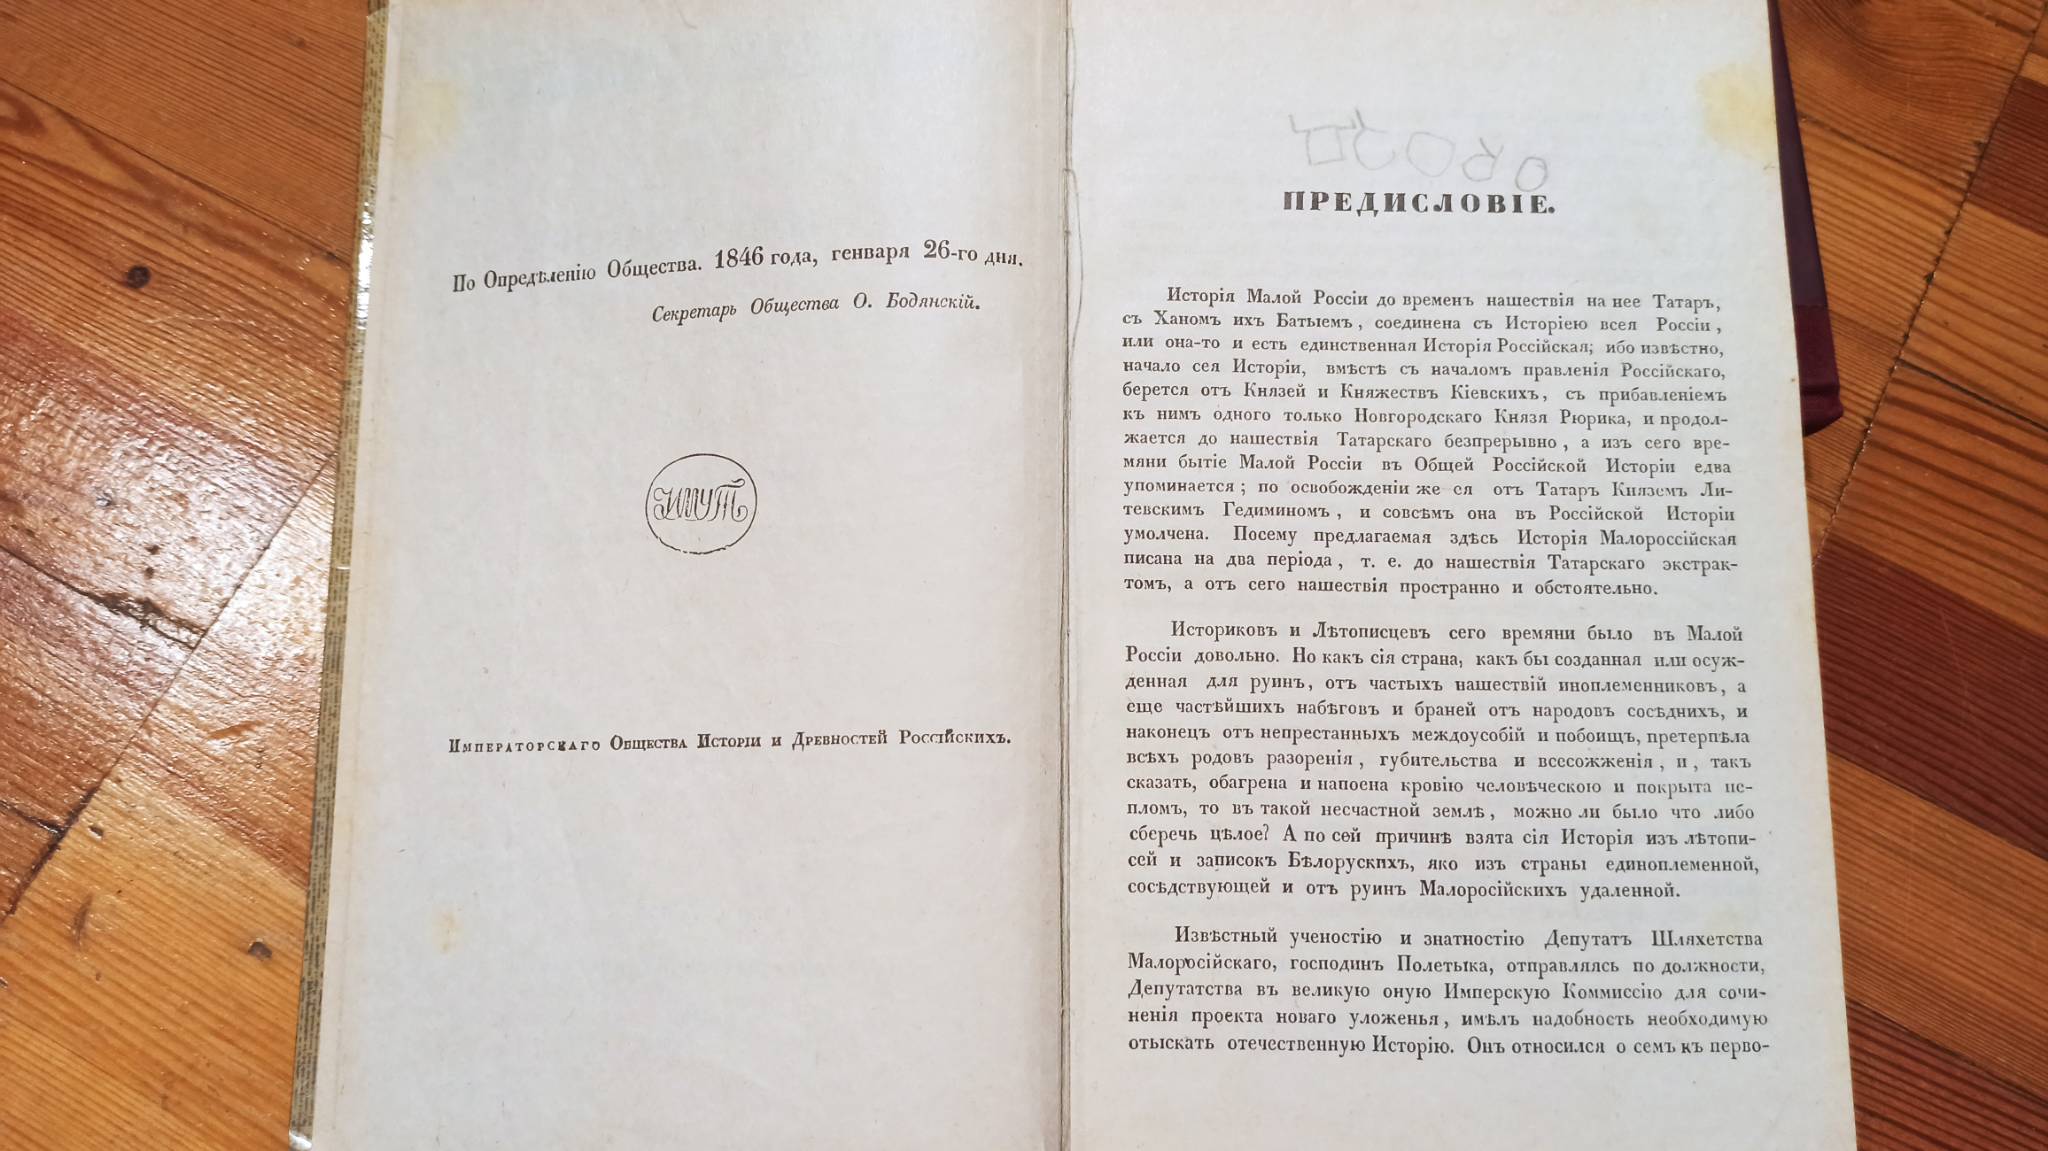 По Опредѣленію Общества. 1846 года, генваря 26-го дня.
Секретарь Общества О. Бодянскій.
Императорскаго Общества Исторіи и Древностей Россійскихъ.
ПРЕДИСЛОВІЕ.
Исторія Малой Россіи до временъ нашествія на нее Татаръ,
съ Ханомъ ихъ Батыемъ, соединена съ Исторіею всея Россіи,
или она-то и есть единственная Исторія Россійская; ибо извѣстно,
начало сея Исторіи, вмѣстѣ съ началомъ правленія Россійскаго,
берется отъ Князей и Княжествъ Кіевскихъ, съ прибавленіемъ
къ нимъ одного только Новгородскаго Князя Рюрика, и продол-
жается до нашествія Татарскаго безпрерывно, а изъ сего вре-
мяни бытіе Малой Россіи въ Общей Россійской Исторіи едва
упоминается; по освобожденіи же ея отъ Татаръ Княземъ Ли-
тевскимъ Гедиминомъ, и совсѣмъ она въ Россійской Исторіи
умолчена. Посему предлагаемая здѣсь Исторія Малороссійская
писана на два періода, т. е. до нашествія Татарскаго экстрак-
томъ, а отъ сего нашествія пространно и обстоятельно.
Историковъ и Лѣтописцевъ сего времяни было въ Малой
Россіи довольно. Но какъ сія страна, какъ бы созданная или осуж-
денная для руинъ, отъ частыхъ нашествій иноплеменниковъ, а
еще частѣйшихъ набѣговъ и браней отъ народовъ сосѣднихъ, и
наконецъ отъ непрестанныхъ междоусобій и побоищъ, претерпѣла
всѣхъ родовъ разоренія, губительства и всесожженія, и, такъ
сказать, обагрена и напоена кровію человѣческою и покрыта пе-
пломъ, то въ такой несчастной землѣ, можно ли было что либо
сберечь цѣлое? А по сей причинѣ взята сія Исторія изъ лѣтопи-
сей и записокъ Бѣлорускихъ, яко изъ страны единоплеменной,
сосѣдствующей и отъ руинъ Малоросійскихъ удаленной.
Извѣстный ученостію и знатностію Депутатъ Шляхетства
Малоросійскаго, господинъ Полетыка, отправляясь по должности,
Депутатства въ великую оную Имперскую Коммиссію для сочи-
ненія проекта новаго уложенья, имѣлъ надобность необходимую
отыскать отечественную Исторію. Онъ относился о семъ къ перво-